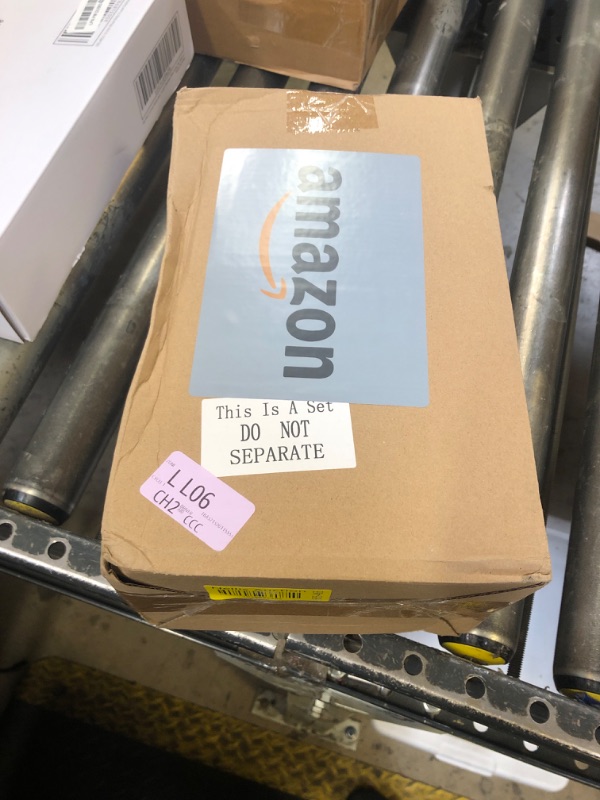 amazon
This Is A Set
DO NOT
SEPARATE
LL06
CH2 CCC